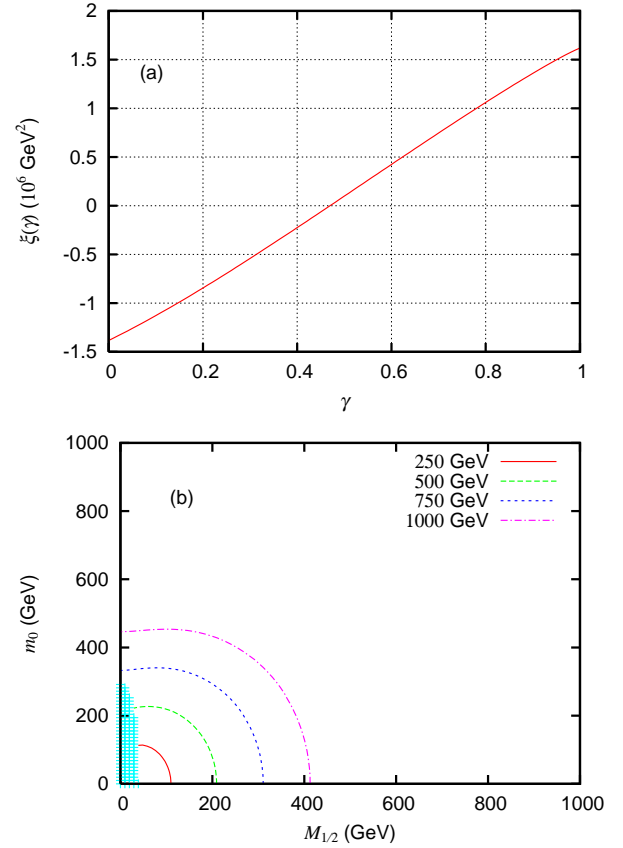 2
1.5
(a)
1
0.5
0
-0.5
-1
-1.5
ξ(γ) (10⁶ GeV²)
0 0.2 0.4 0.6 0.8 1
γ
1000
250 GeV
500 GeV
(b)
750 GeV
1000 GeV
800
600
400
200
0
m₀ (GeV)
0 200 400 600 800 1000
M₁/₂ (GeV)